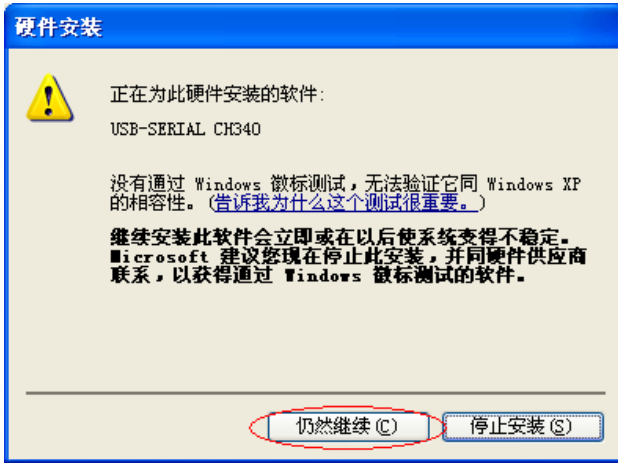 硬件安装
正在为此硬件安装的软件:
USB-SERIAL CH340
没有通过 Windows 徽标测试，无法验证它同 Windows XP
的相容性。(告诉我为什么这个测试很重要。)
继续安装此软件会立即或在以后使系统变得不稳定。
Microsoft 建议您现在停止此安装，并同硬件供应商
联系，以获得通过 Windows 徽标测试的软件。
仍然继续(C)
停止安装(S)